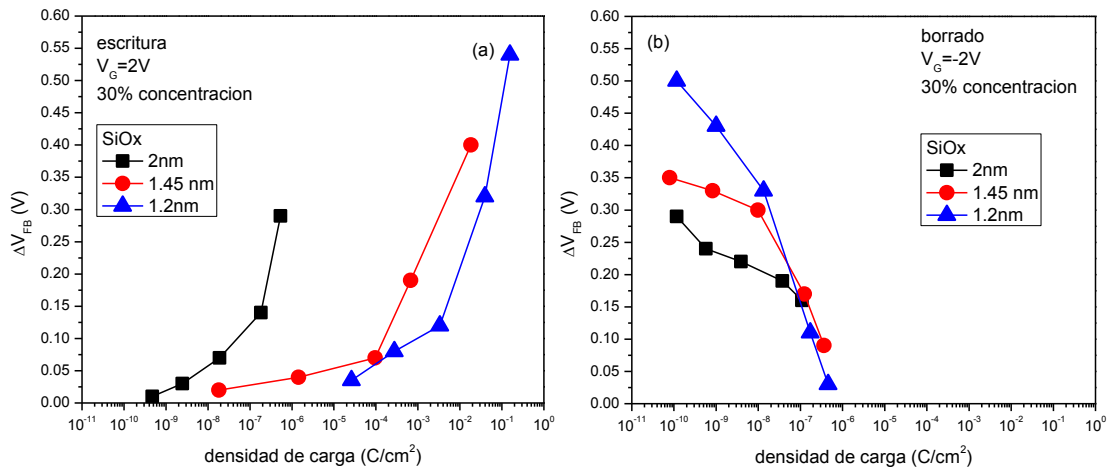 escritura
V_G=2V
30% concentracion
(a)
SiOx
2nm
1.45 nm
1.2nm
0.60
0.55
0.50
0.45
0.40
0.35
0.30
0.25
0.20
0.15
0.10
0.05
0.00
ΔV_FB (V)
10^-11 10^-10 10^-9 10^-8 10^-7 10^-6 10^-5 10^-4 10^-3 10^-2 10^-1 10^0
densidad de carga (C/cm^2)
(b)
borrado
V_G=-2V
30% concentracion
SiOx
2nm
1.45 nm
1.2nm
0.60
0.55
0.50
0.45
0.40
0.35
0.30
0.25
0.20
0.15
0.10
0.05
0.00
ΔV_FB (V)
10^-11 10^-10 10^-9 10^-8 10^-7 10^-6 10^-5 10^-4 10^-3 10^-2 10^-1 10^0
densidad de carga (C/cm^2)